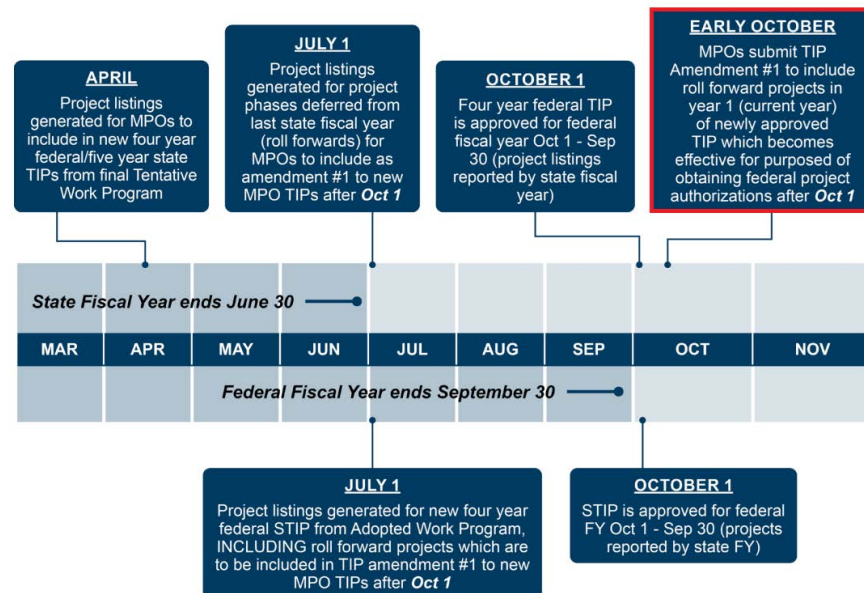 APRIL
Project listings
generated for MPOs to
include in new four year
federal/five year state
TIPs from final Tentative
Work Program
JULY 1
Project listings
generated for project
phases deferred from
last state fiscal year
(roll forwards) for
MPOs to include as
amendment #1 to new
MPO TIPs after Oct 1
OCTOBER 1
Four year federal TIP
is approved for federal
fiscal year Oct 1 - Sep
30 (project listings
reported by state fiscal
year)
EARLY OCTOBER
MPOs submit TIP
Amendment #1 to include
roll forward projects in
year 1 (current year)
of newly approved
TIP which becomes
effective for purposed of
obtaining federal project
authorizations after Oct 1
State Fiscal Year ends June 30
MAR APR MAY JUN JUL AUG SEP OCT NOV
Federal Fiscal Year ends September 30
JULY 1
Project listings generated for new four year
federal STIP from Adopted Work Program,
INCLUDING roll forward projects which are
to be included in TIP amendment #1 to new
MPO TIPs after Oct 1
OCTOBER 1
STIP is approved for federal
FY Oct 1 - Sep 30 (projects
reported by state FY)